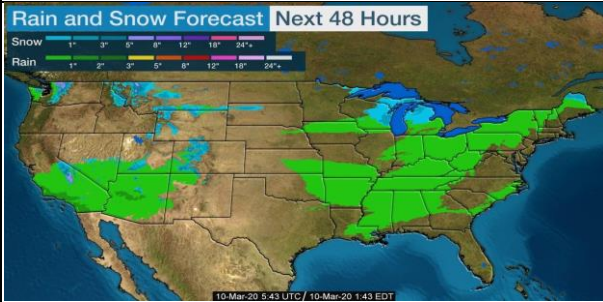 Rain and Snow Forecast Next 48 Hours
Snow 1" 3" 5" 8" 12" 18" 24"+
Rain 1" 2" 3" 5" 8" 12" 18" 24"+
10-Mar-20 5:43 UTC / 10-Mar-20 1:43 EDT